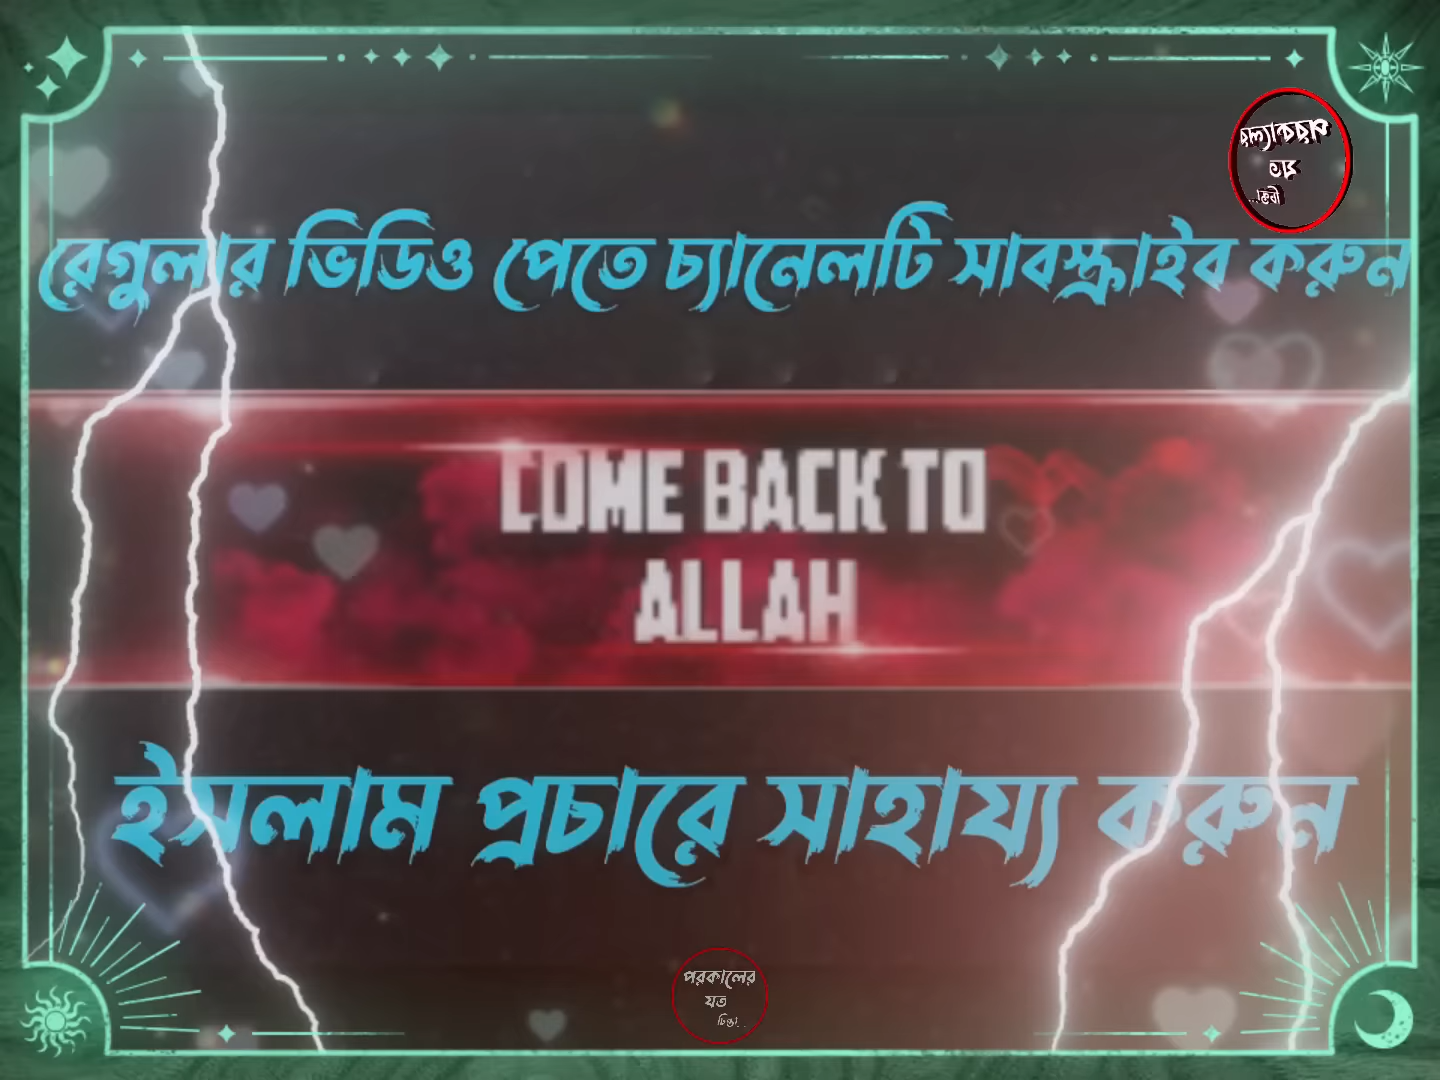 রেগুলার ভিডিও পেতে চ্যানেলটি সাবস্ক্রাইব করুন
COME BACK TO
ALLAH
ইসলাম প্রচারে সাহায্য করুন
পরকালের
যত
চিন্তা..